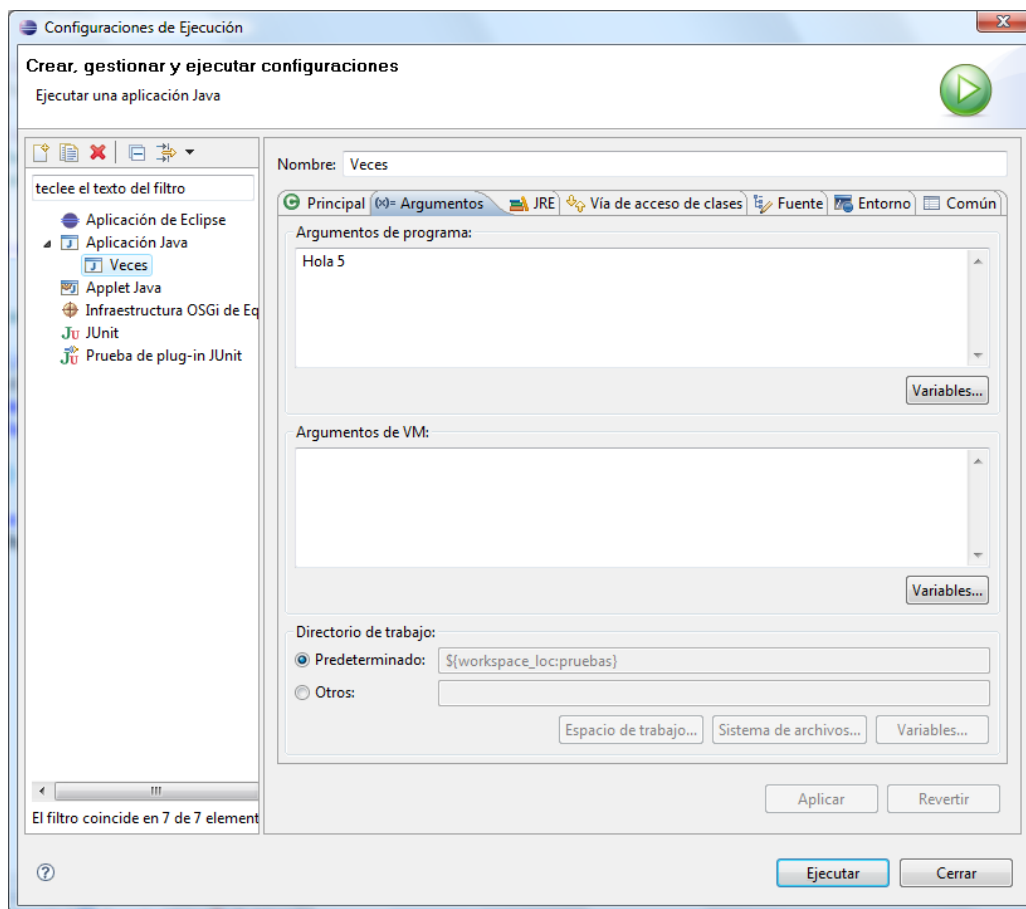 Configuraciones de Ejecución
Crear, gestionar y ejecutar configuraciones
Ejecutar una aplicación Java
teclee el texto del filtro
Aplicación de Eclipse
Aplicación Java
Veces
Applet Java
Infraestructura OSGi de Eq
JUnit
Prueba de plug-in JUnit
El filtro coincide en 7 de 7 element
Nombre: Veces
Principal (x)= Argumentos JRE Vía de acceso de clases Fuente Entorno Común
Argumentos de programa:
Hola 5
Variables...
Argumentos de VM:
Variables...
Directorio de trabajo:
Predeterminado: ${workspace_loc:pruebas}
Otros:
Espacio de trabajo... Sistema de archivos... Variables...
Aplicar Revertir
Ejecutar Cerrar